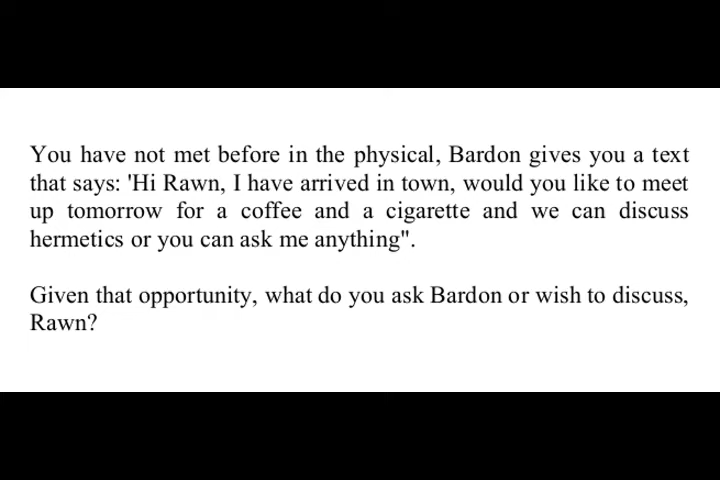 You have not met before in the physical, Bardon gives you a text
that says: 'Hi Rawn, I have arrived in town, would you like to meet
up tomorrow for a coffee and a cigarette and we can discuss
hermetics or you can ask me anything".
Given that opportunity, what do you ask Bardon or wish to discuss,
Rawn?